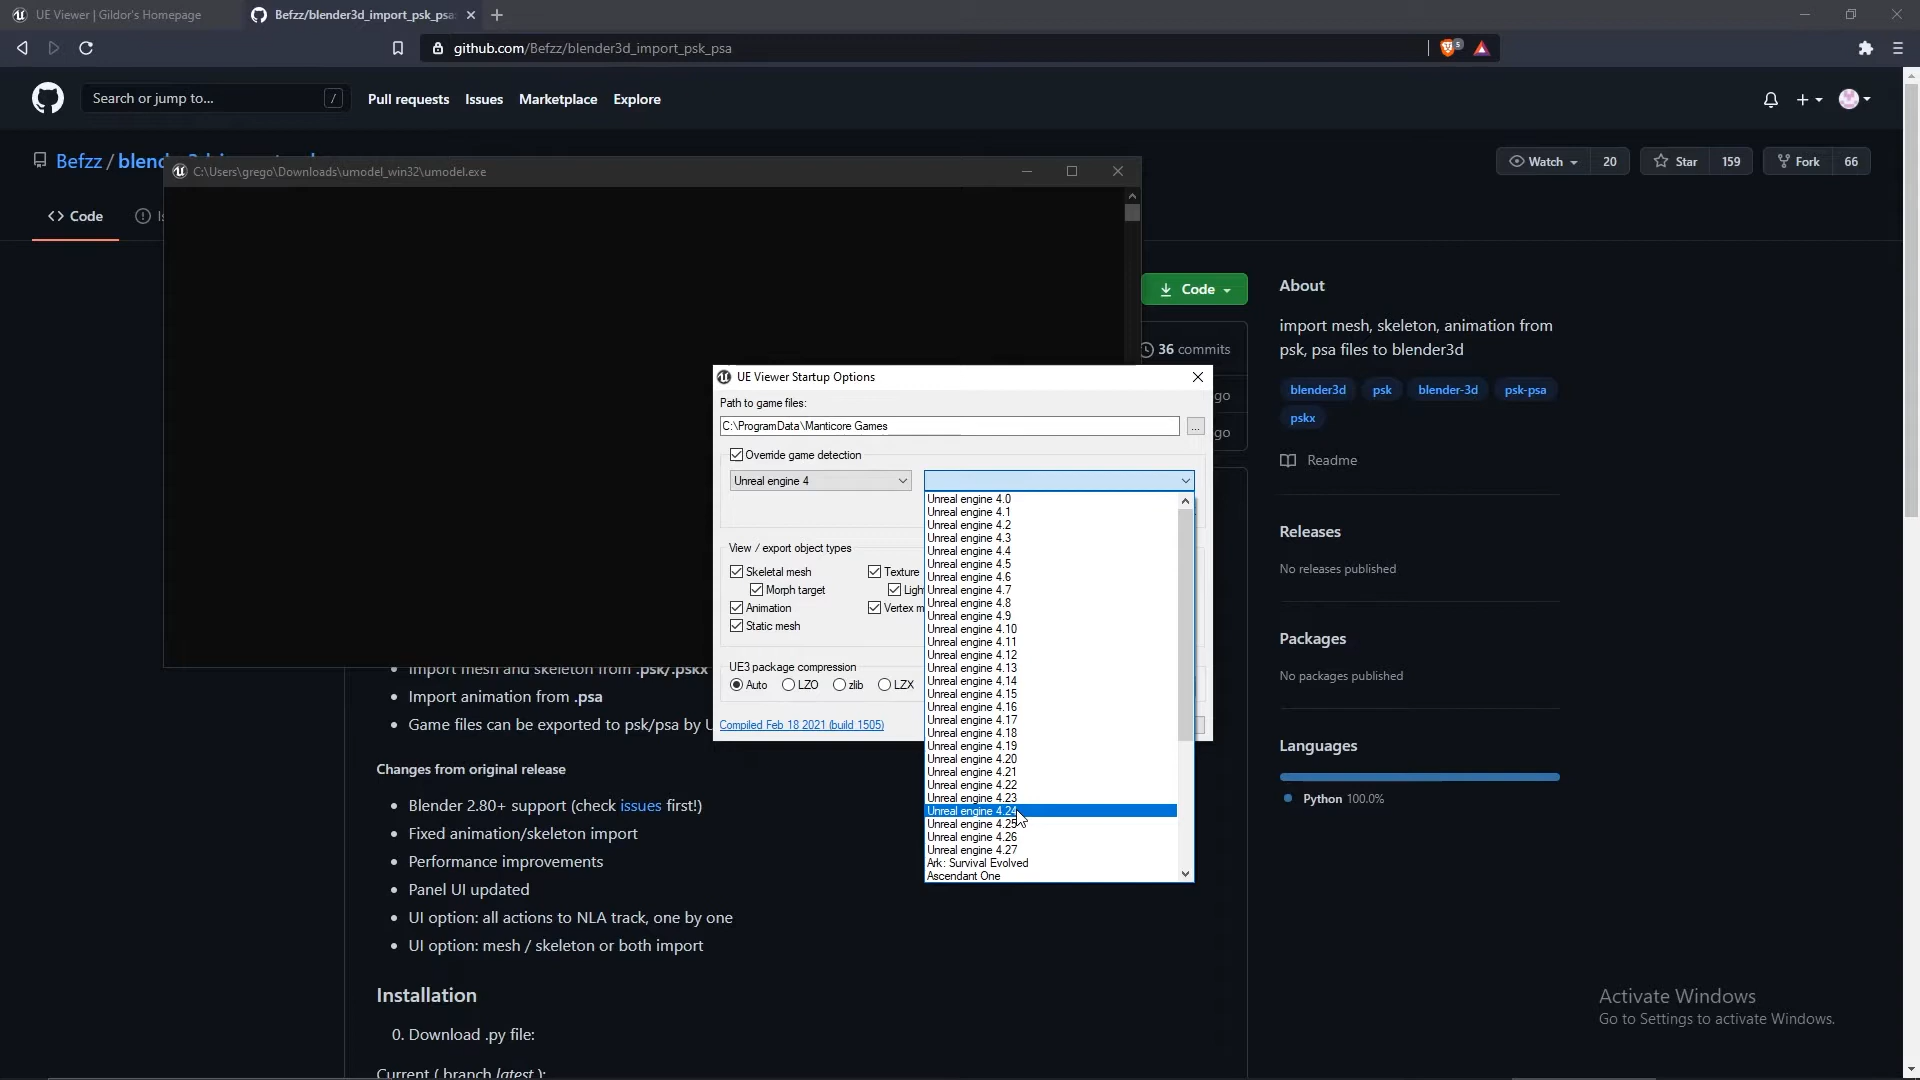 UE Viewer | Gildor's Homepage
Befzz/blender3d_import_psk_psa
github.com/Befzz/blender3d_import_psk_psa
5
Search or jump to...
/
Pull requests
Issues
Marketplace
Explore
Befzz /
Watch
20
Star
159
Fork
66
C:\Users\grego\Downloads\umodel_win32\umodel.exe
Code
Code
36 commits
go
go
About
import mesh, skeleton, animation from
psk, psa files to blender3d
blender3d
psk
blender-3d
psk-psa
pskx
Readme
Releases
No releases published
Packages
No packages published
Languages
Python 100.0%
UE Viewer Startup Options
Path to game files:
C:\ProgramData\Manticore Games
...
Override game detection
Unreal engine 4
Unreal engine 4.0
Unreal engine 4.1
Unreal engine 4.2
Unreal engine 4.3
Unreal engine 4.4
Unreal engine 4.5
Unreal engine 4.6
Unreal engine 4.7
Unreal engine 4.8
Unreal engine 4.9
Unreal engine 4.10
Unreal engine 4.11
Unreal engine 4.12
Unreal engine 4.13
Unreal engine 4.14
Unreal engine 4.15
Unreal engine 4.16
Unreal engine 4.17
Unreal engine 4.18
Unreal engine 4.19
Unreal engine 4.20
Unreal engine 4.21
Unreal engine 4.22
Unreal engine 4.23
Unreal engine 4.24
Unreal engine 4.25
Unreal engine 4.26
Unreal engine 4.27
Ark: Survival Evolved
Ascendant One
View / export object types
Skeletal mesh
Texture
Morph target
Ligh
Animation
Vertex m
Static mesh
UE3 package compression
Auto
LZO
zlib
LZX
Compiled Feb 18 2021 (build 1505)
Import mesh and skeleton from .psk/.pskx
Import animation from .psa
Game files can be exported to psk/psa by U
Changes from original release
Blender 2.80+ support (check issues first!)
Fixed animation/skeleton import
Performance improvements
Panel UI updated
UI option: all actions to NLA track, one by one
UI option: mesh / skeleton or both import
Installation
0. Download .py file:
Current ( branch latest ):
Activate Windows
Go to Settings to activate Windows.